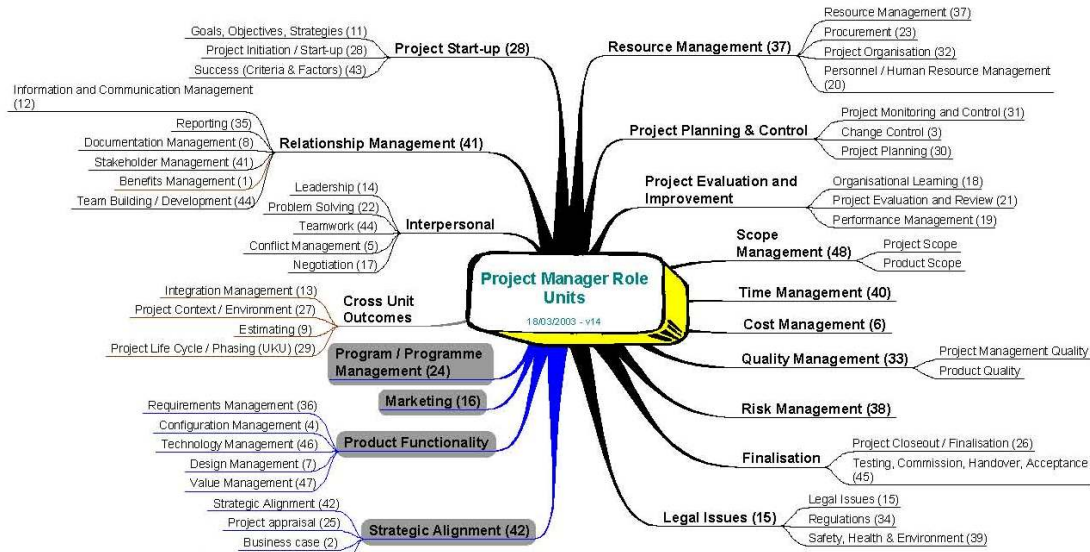 Project Manager Role
Units
18/03/2003 - v14
Project Start-up (28)
Goals, Objectives, Strategies (11)
Project Initiation / Start-up (28)
Success (Criteria & Factors) (43)
Relationship Management (41)
Information and Communication Management
(12)
Reporting (35)
Documentation Management (8)
Stakeholder Management (41)
Benefits Management (1)
Team Building / Development (44)
Interpersonal
Leadership (14)
Problem Solving (22)
Teamwork (44)
Conflict Management (5)
Negotiation (17)
Cross Unit
Outcomes
Integration Management (13)
Project Context / Environment (27)
Estimating (9)
Project Life Cycle / Phasing (UKU) (29)
Program / Programme
Management (24)
Marketing (16)
Product Functionality
Requirements Management (36)
Configuration Management (4)
Technology Management (46)
Design Management (7)
Value Management (47)
Strategic Alignment (42)
Strategic Alignment (42)
Project appraisal (25)
Business case (2)
Resource Management (37)
Resource Management (37)
Procurement (23)
Project Organisation (32)
Personnel / Human Resource Management
(20)
Project Planning & Control
Project Monitoring and Control (31)
Change Control (3)
Project Planning (30)
Project Evaluation and
Improvement
Organisational Learning (18)
Project Evaluation and Review (21)
Performance Management (19)
Scope
Management (48)
Project Scope
Product Scope
Time Management (40)
Cost Management (6)
Quality Management (33)
Project Management Quality
Product Quality
Risk Management (38)
Finalisation
Project Closeout / Finalisation (26)
Testing, Commission, Handover, Acceptance
(45)
Legal Issues (15)
Legal Issues (15)
Regulations (34)
Safety, Health & Environment (39)